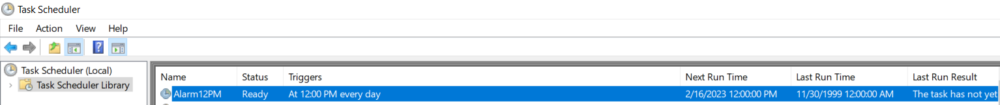 Task Scheduler
File Action View Help
Task Scheduler (Local)
Task Scheduler Library
Name Status Triggers Next Run Time Last Run Time Last Run Result
Alarm12PM Ready At 12:00 PM every day 2/16/2023 12:00:00 PM 11/30/1999 12:00:00 AM The task has not yet